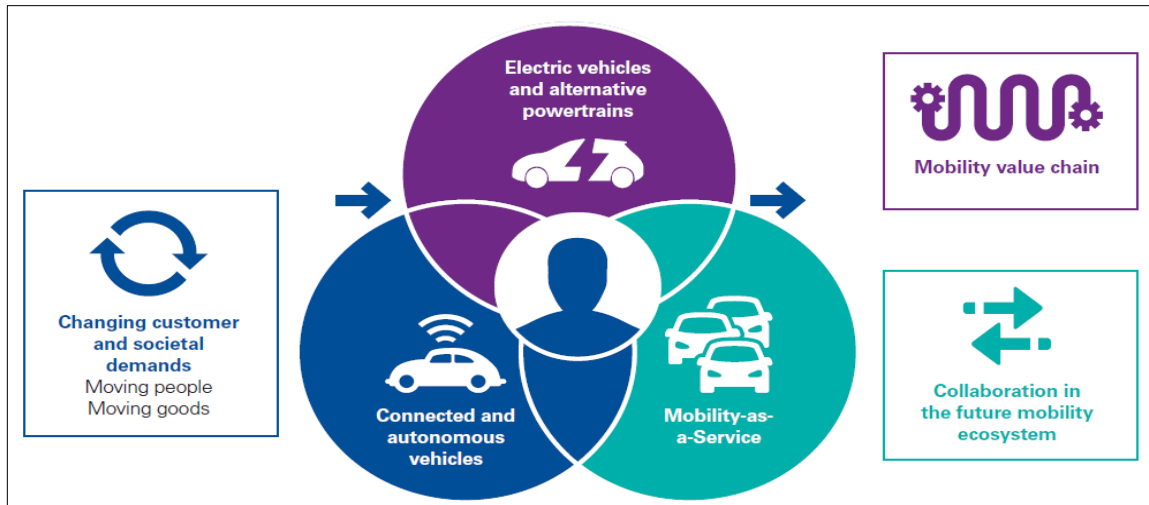 Changing customer
and societal
demands
Moving people
Moving goods
Electric vehicles
and alternative
powertrains
Connected and
autonomous
vehicles
Mobility-as-
a-Service
Mobility value chain
Collaboration in
the future mobility
ecosystem